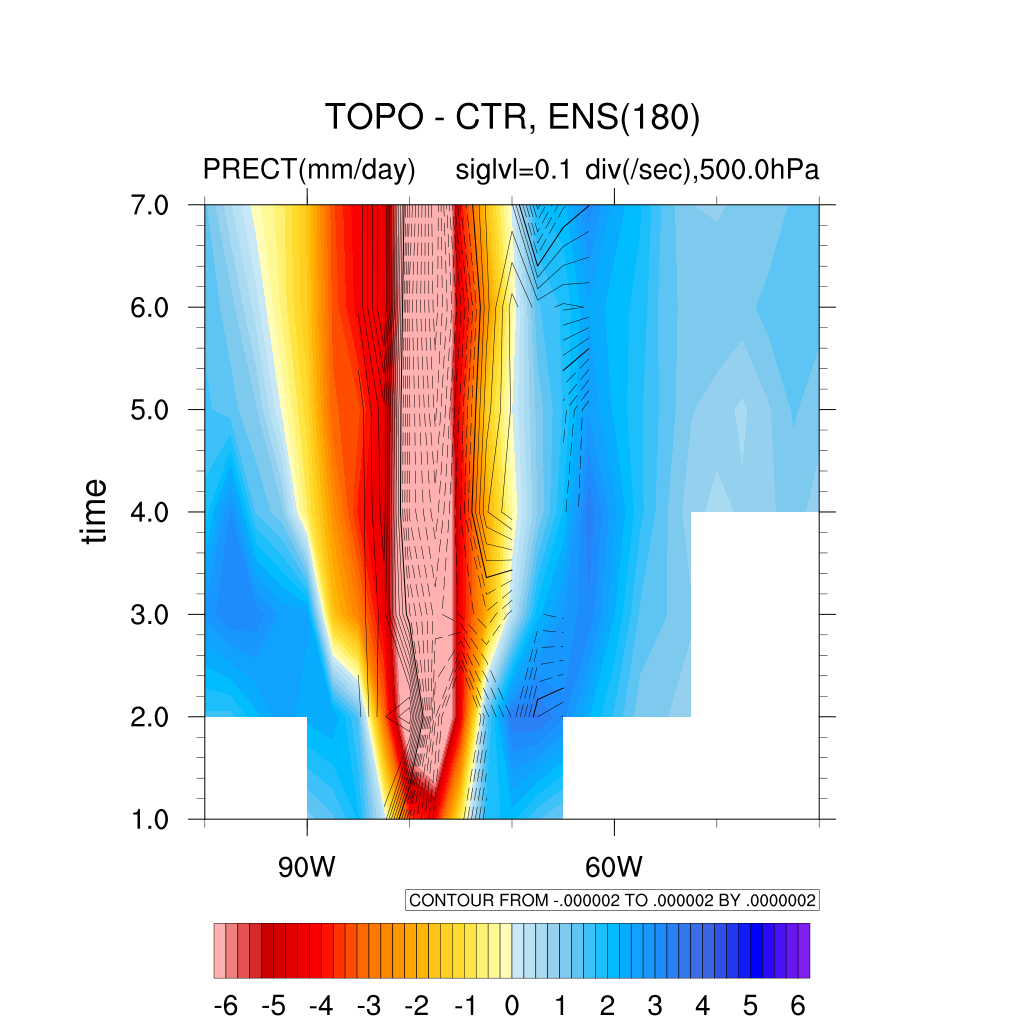 TOPO - CTR, ENS(180)
PRECT(mm/day) siglvl=0.1 div(/sec),500.0hPa
7.0
6.0
5.0
4.0
3.0
2.0
1.0
time
90W 60W
CONTOUR FROM -.000002 TO .000002 BY .0000002
-6 -5 -4 -3 -2 -1 0 1 2 3 4 5 6